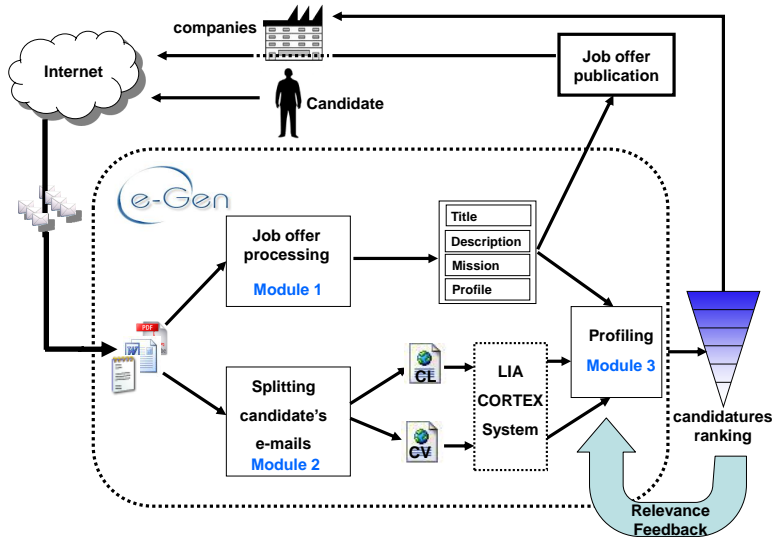 companies
Internet
Job offer
publication
Candidate
e-Gen
Job offer
processing
Module 1
Title
Description
Mission
Profile
PDF
W
Splitting
candidate's
e-mails
Module 2
CL
CV
LIA
CORTEX
System
Profiling
Module 3
candidatures
ranking
Relevance
Feedback